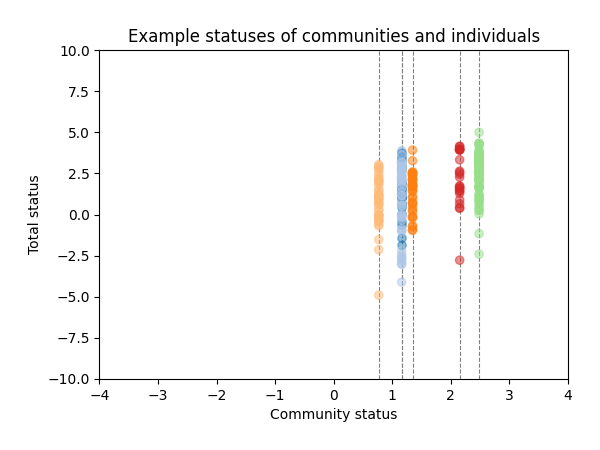 Example statuses of communities and individuals
10.0
7.5
5.0
2.5
0.0
−2.5
−5.0
−7.5
−10.0
Total status
−4 −3 −2 −1 0 1 2 3 4
Community status